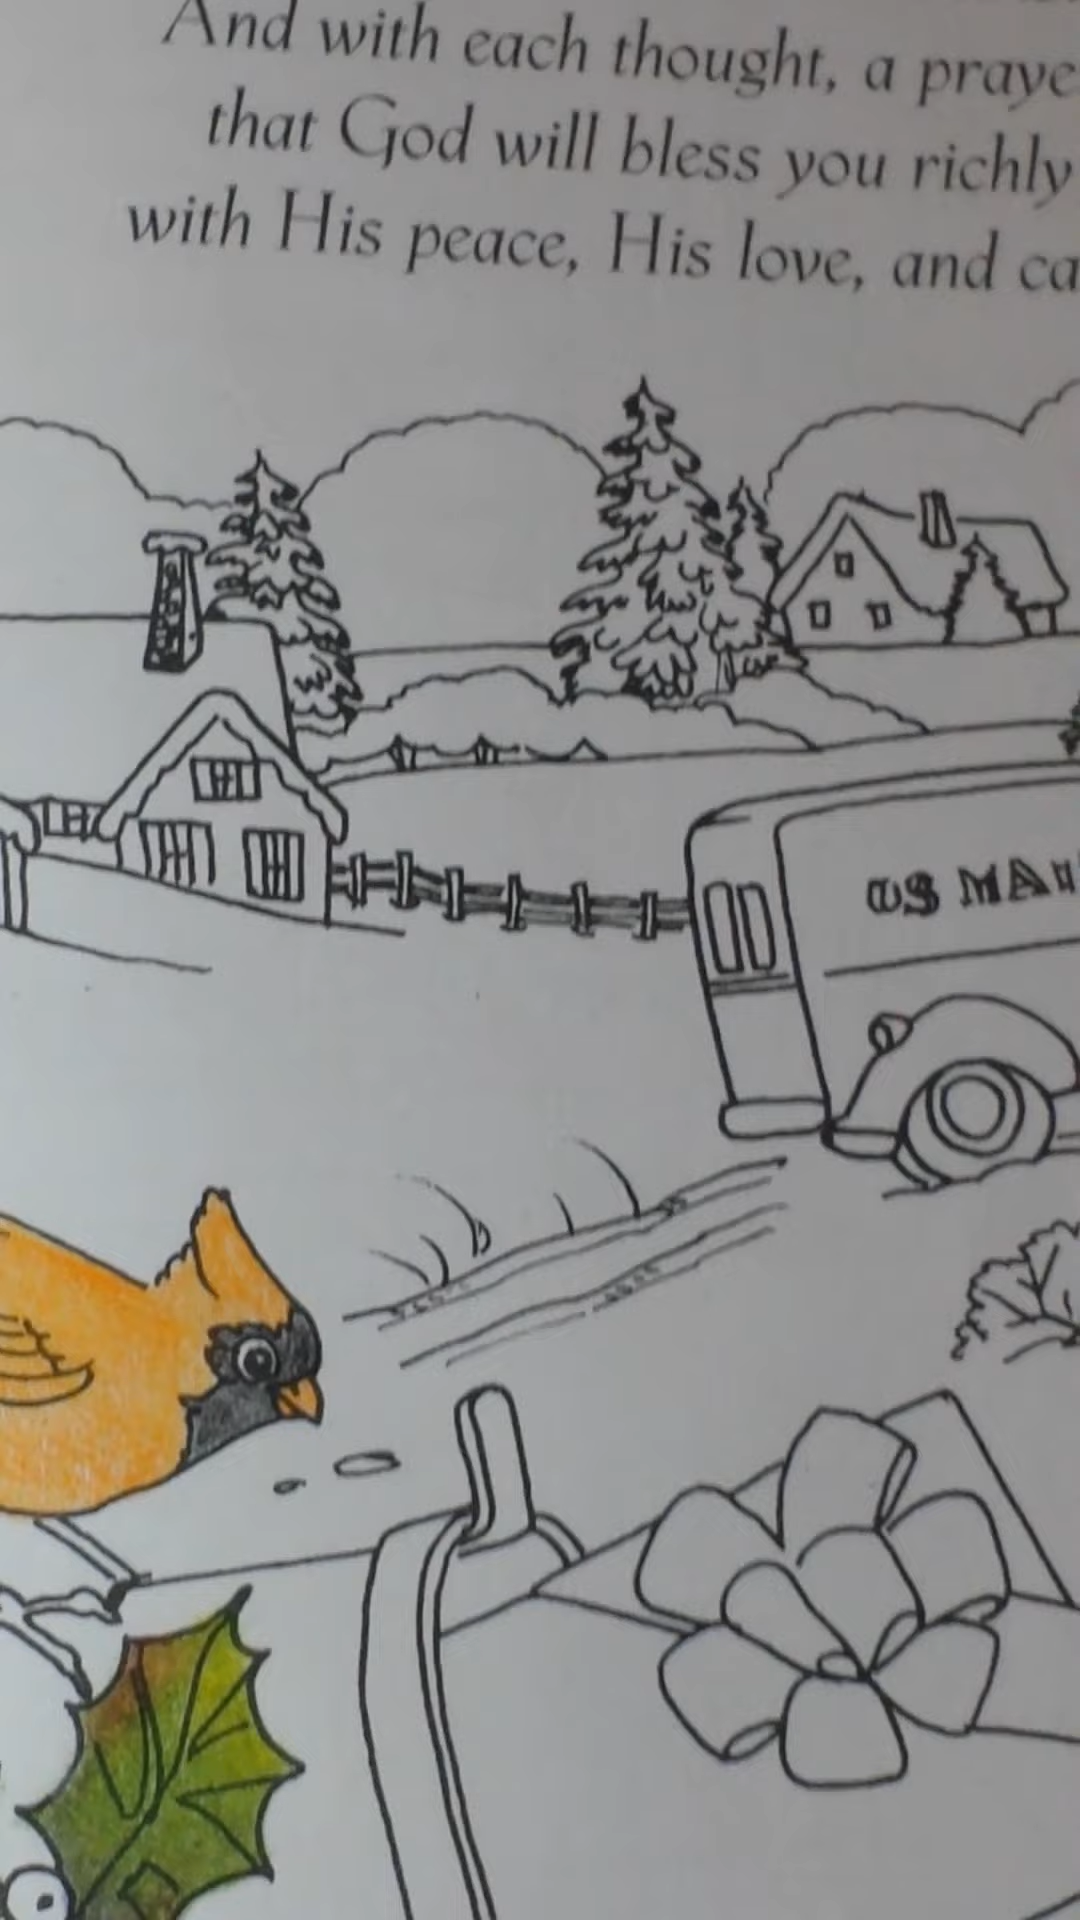 And with each thought, a praye
that God will bless you richly
with His peace, His love, and ca
US MAI